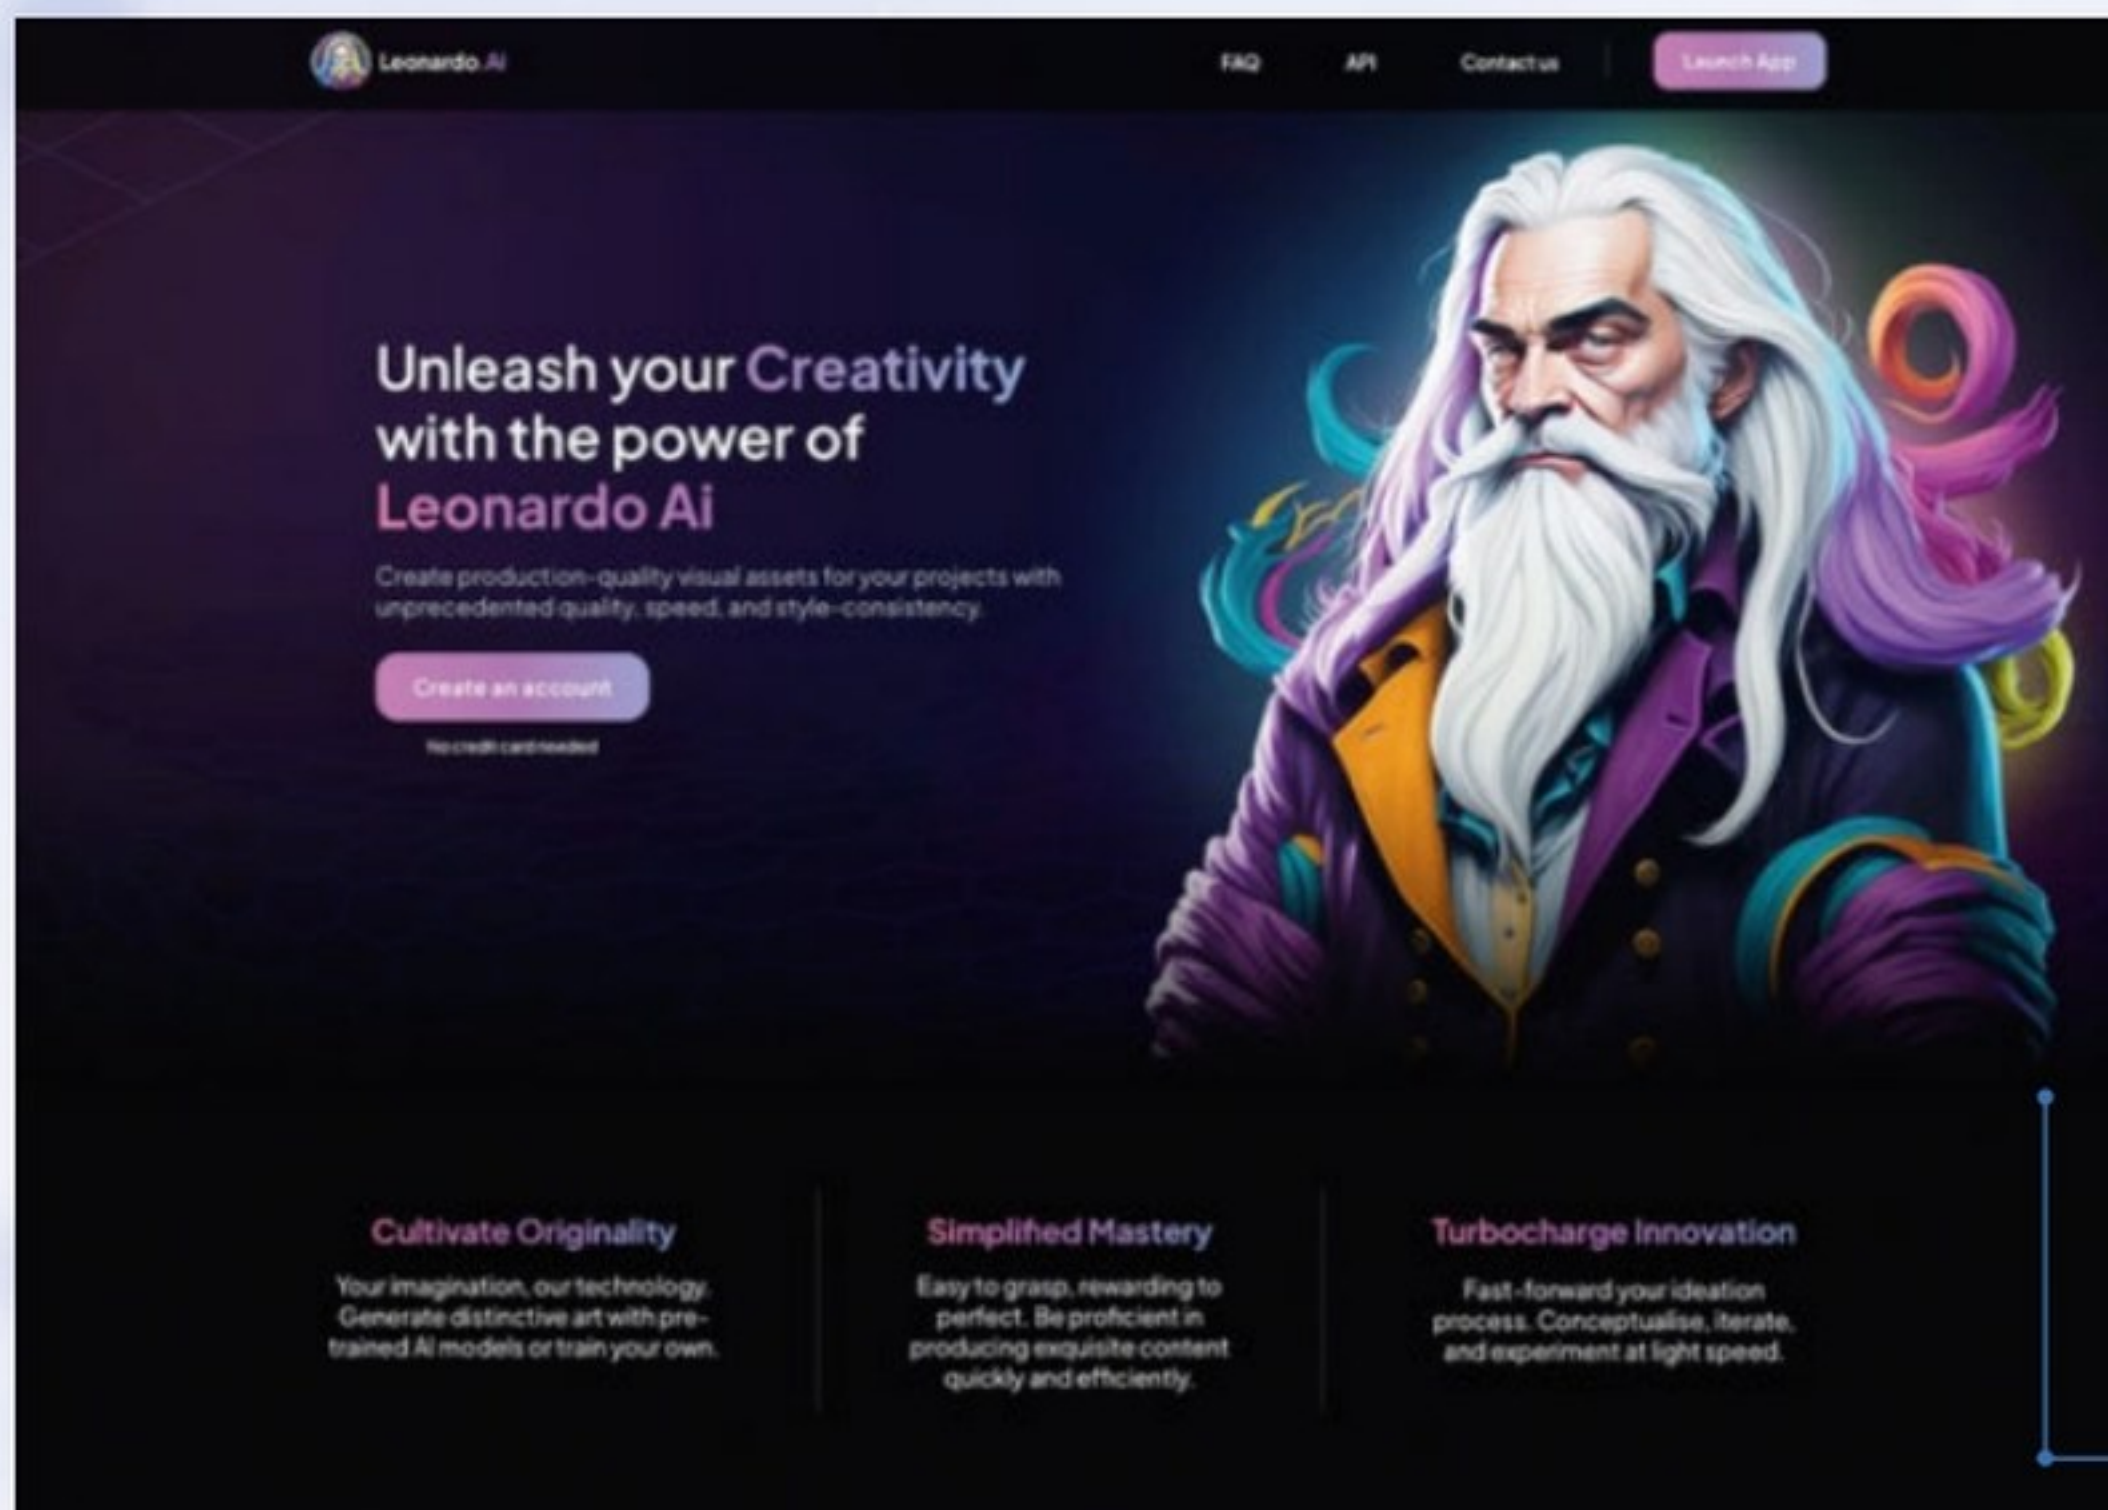 Leonardo.Ai
FAQ
API
Contact us
Launch App
Unleash your Creativity
with the power of
Leonardo Ai
Create production-quality visual assets for your projects with
unprecedented quality, speed, and style-consistency.
Create an account
No credit card needed
Cultivate Originality
Your imagination, our technology.
Generate distinctive art with pre-
trained AI models or train your own.
Simplified Mastery
Easy to grasp, rewarding to
perfect. Be proficient in
producing exquisite content
quickly and efficiently.
Turbocharge Innovation
Fast-forward your ideation
process. Conceptualise, iterate,
and experiment at light speed.